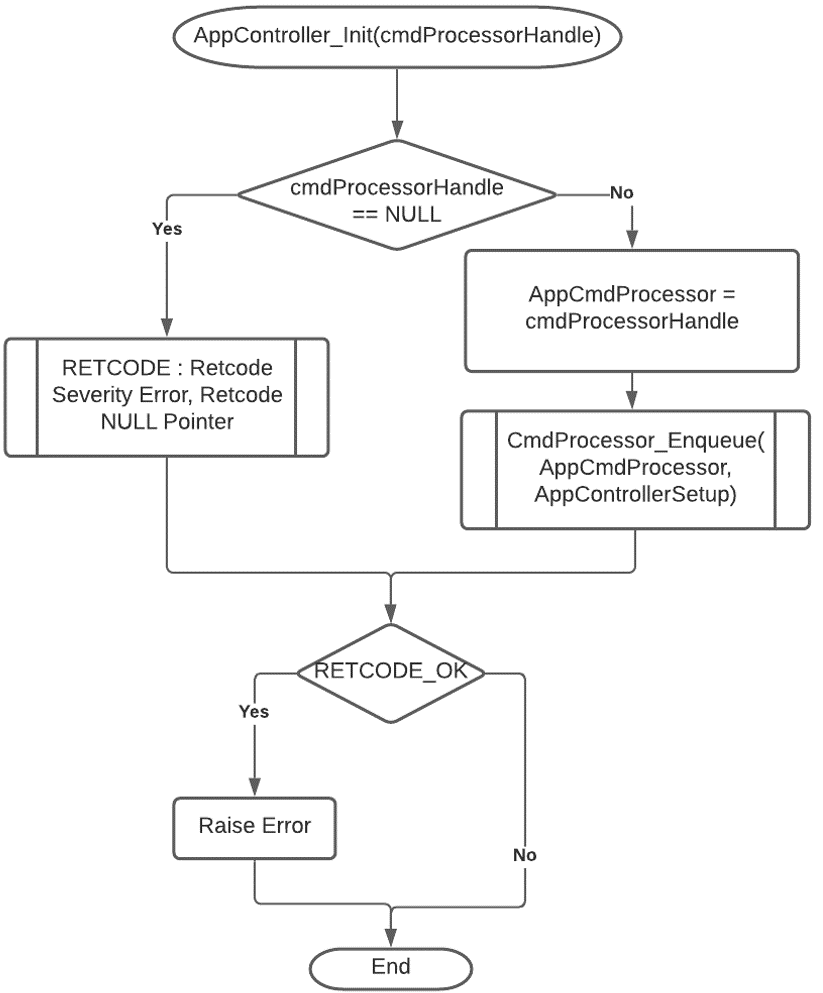 AppController_Init(cmdProcessorHandle)
cmdProcessorHandle
== NULL
Yes
No
AppCmdProcessor =
cmdProcessorHandle
RETCODE : Retcode
Severity Error, Retcode
NULL Pointer
CmdProcessor_Enqueue(
AppCmdProcessor,
AppControllerSetup)
RETCODE_OK
Yes
Raise Error
No
End